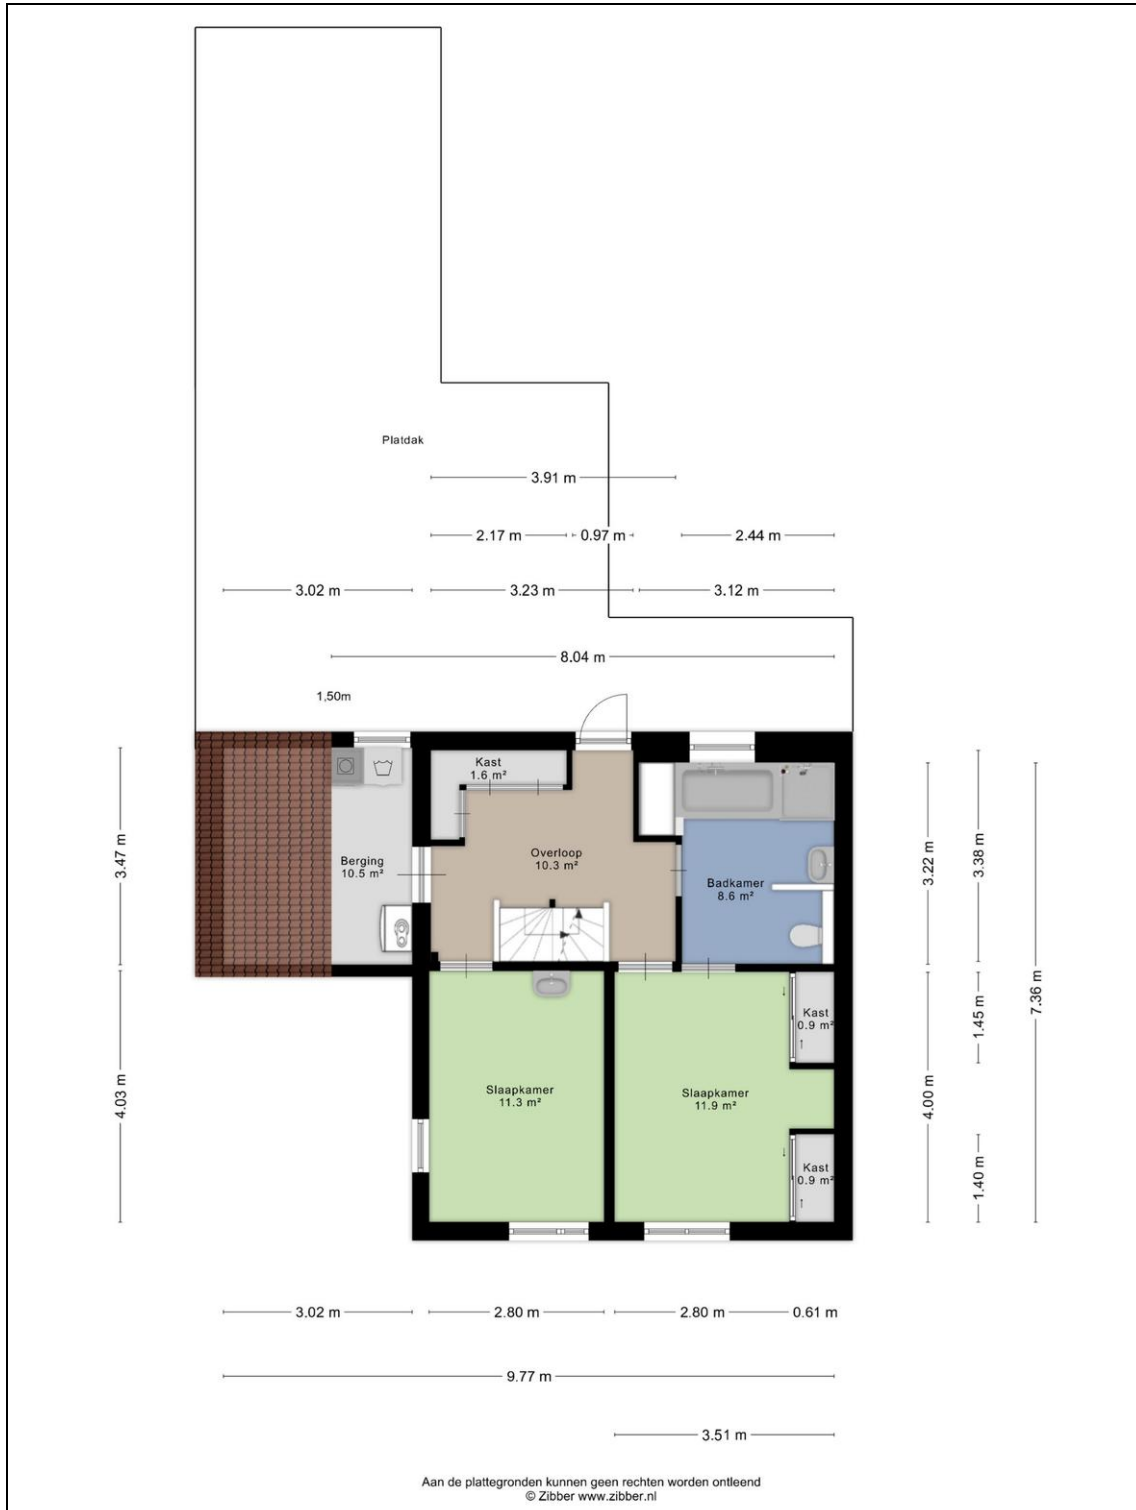 Platdak
3.91 m
2.17 m
0.97 m
2.44 m
3.02 m
3.23 m
3.12 m
8.04 m
1,50m
Kast
1.6 m²
Overloop
10.3 m²
Berging
10.5 m²
Badkamer
8.6 m²
3.47 m
3.22 m
3.38 m
7.36 m
Kast
0.9 m²
1.45 m
Slaapkamer
11.3 m²
Slaapkamer
11.9 m²
4.03 m
4.00 m
Kast
0.9 m²
1.40 m
3.02 m
2.80 m
2.80 m
0.61 m
9.77 m
3.51 m
Aan de plattegronden kunnen geen rechten worden ontleend
© Zibber www.zibber.nl